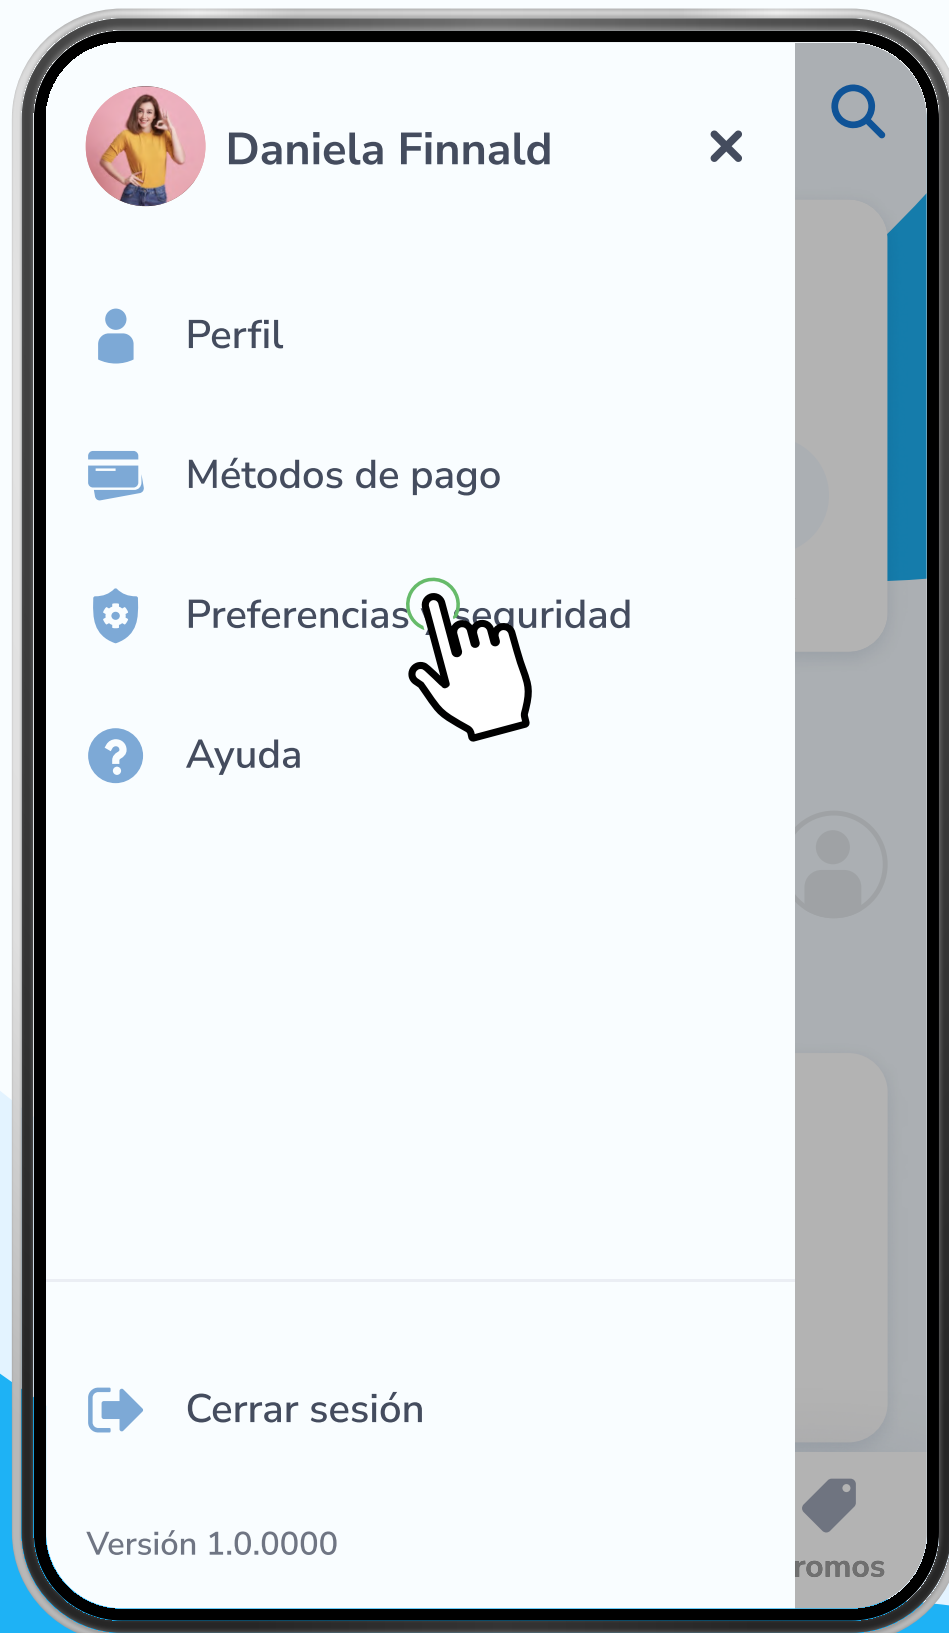 Daniela Finnald
Perfil
Métodos de pago
Preferencias y seguridad
Ayuda
Cerrar sesión
Versión 1.0.0000
romos